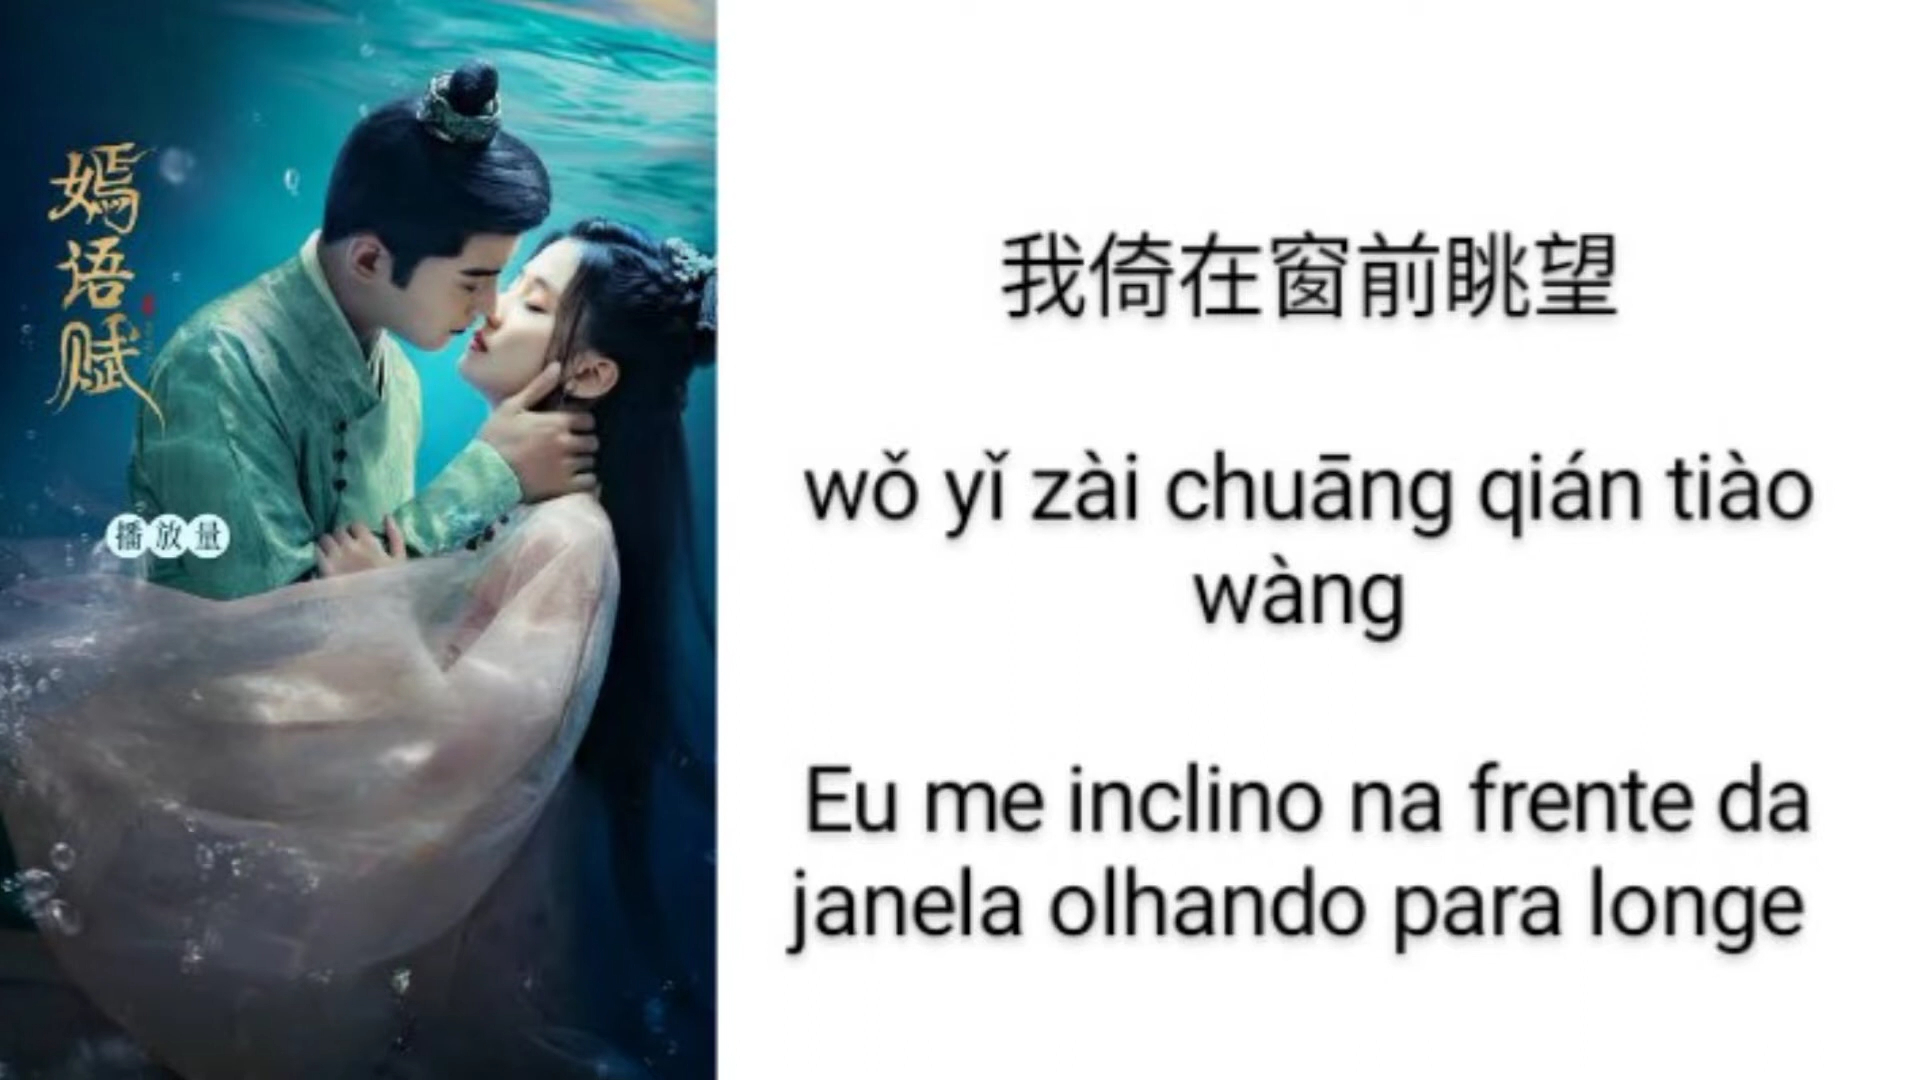 嫣语赋
播放量
我倚在窗前眺望
wǒ yǐ zài chuāng qián tiào
wàng
Eu me inclino na frente da
janela olhando para longe